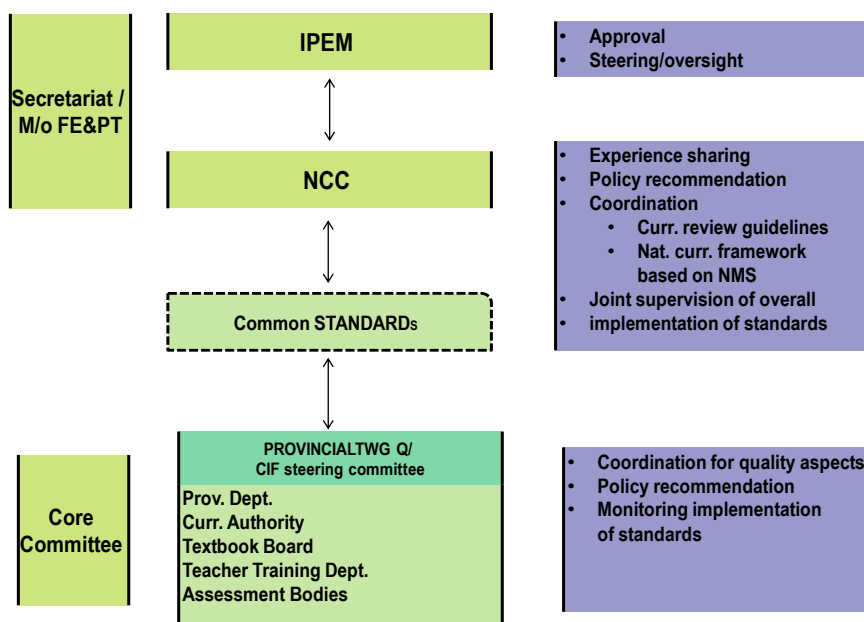 Secretariat /
M/o FE&PT
IPEM
• Approval
• Steering/oversight
NCC
• Experience sharing
• Policy recommendation
• Coordination
• Curr. review guidelines
• Nat. curr. framework
based on NMS
• Joint supervision of overall
• implementation of standards
Common STANDARDs
Core
Committee
PROVINCIALTWG Q/
CIF steering committee
Prov. Dept.
Curr. Authority
Textbook Board
Teacher Training Dept.
Assessment Bodies
• Coordination for quality aspects
• Policy recommendation
• Monitoring implementation
of standards